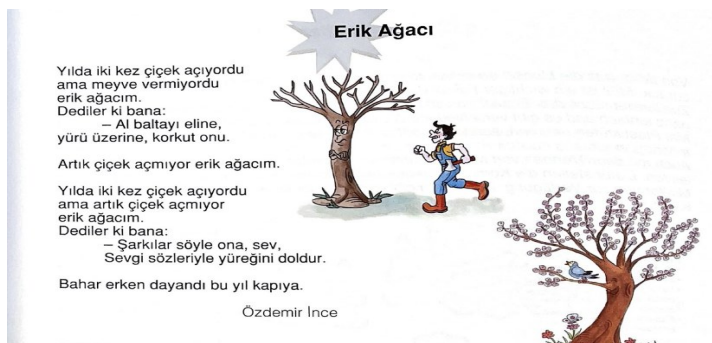 Erik Ağacı
Yılda iki kez çiçek açıyordu
ama meyve vermiyordu
erik ağacım.
Dediler ki bana:
– Al baltayı eline,
yürü üzerine, korkut onu.
Artık çiçek açmıyor erik ağacım.
Yılda iki kez çiçek açıyordu
ama artık çiçek açmıyor
erik ağacım.
Dediler ki bana:
– Şarkılar söyle ona, sev,
Sevgi sözleriyle yüreğini doldur.
Bahar erken dayandı bu yıl kapıya.
Özdemir İnce